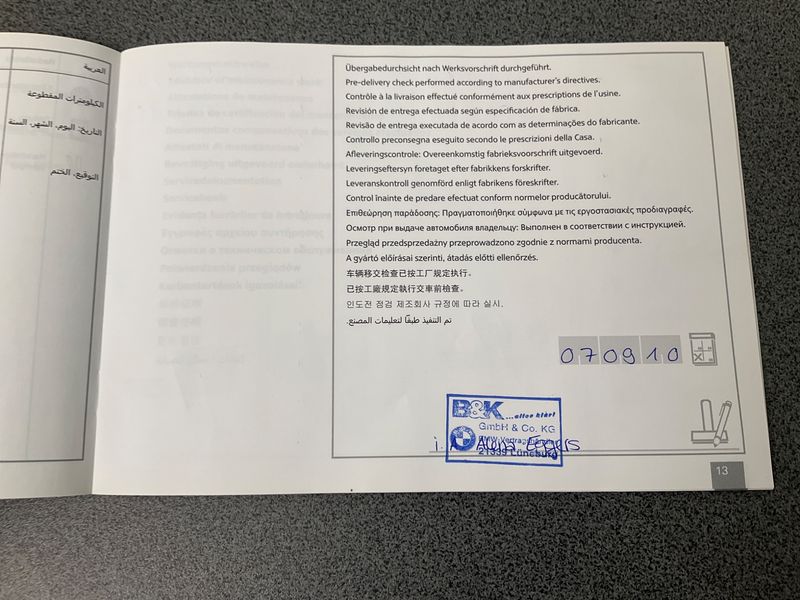 العربية
الكيلومترات المقطوعة
التاريخ: اليوم، الشهر، السنة
التوقيع، الختم
Übergabedurchsicht nach Werksvorschrift durchgeführt.
Pre-delivery check performed according to manufacturer's directives.
Contrôle à la livraison effectué conformément aux prescriptions de l'usine.
Revisión de entrega efectuada según especificación de fábrica.
Revisão de entrega executada de acordo com as determinações do fabricante.
Controllo preconsegna eseguito secondo le prescrizioni della Casa.
Afleveringscontrole: Overeenkomstig fabrieksvoorschrift uitgevoerd.
Leveringseftersyn foretaget efter fabrikkens forskrifter.
Leveranskontroll genomförd enligt fabrikens föreskrifter.
Control înainte de predare efectuat conform normelor producătorului.
Επιθεώρηση παράδοσης: Πραγματοποιήθηκε σύμφωνα με τις εργοστασιακές προδιαγραφές.
Осмотр при выдаче автомобиля владельцу: Выполнен в соответствии с инструкцией.
Przegląd przedsprzedażny przeprowadzono zgodnie z normami producenta.
A gyártó előírásai szerinti, átadás előtti ellenőrzés.
车辆移交检查已按工厂规定执行。
已按工廠規定執行交車前檢查。
인도전 점검 제조회사 규정에 따라 실시.
تم التنفيذ طبقًا لتعليمات المصنع.
070910
B&K ...alles klar!
GmbH & Co. KG
BMW Vertragshändler
21339 Lüneburg
i. A. Alena
13